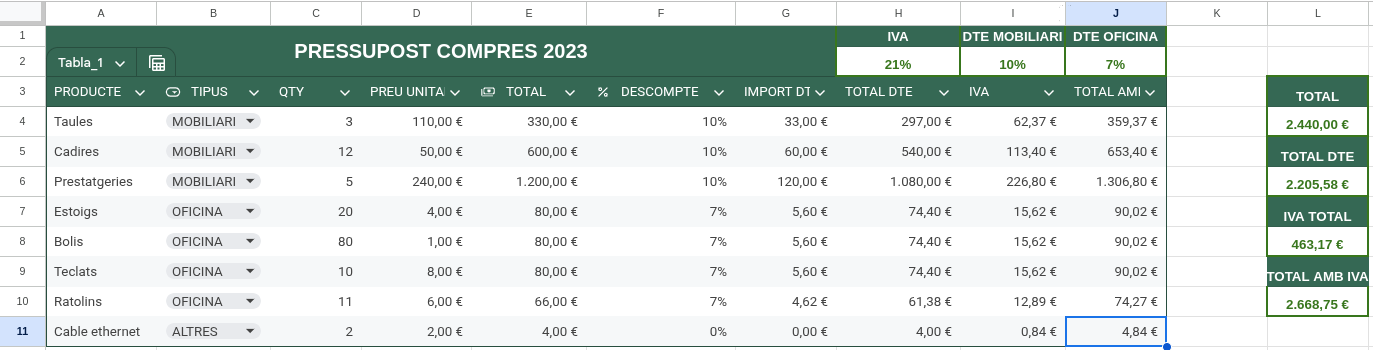 A B C D E F G H I J K L
1 PRESSUPOST COMPRES 2023 IVA DTE MOBILIARI DTE OFICINA
2 Tabla_1 21% 10% 7%
3 PRODUCTE TIPUS QTY PREU UNITAI TOTAL % DESCOMPTE IMPORT DT TOTAL DTE IVA TOTAL AMI TOTAL
4 Taules MOBILIARI 3 110,00 € 330,00 € 10% 33,00 € 297,00 € 62,37 € 359,37 € 2.440,00 €
5 Cadires MOBILIARI 12 50,00 € 600,00 € 10% 60,00 € 540,00 € 113,40 € 653,40 € TOTAL DTE
6 Prestatgeries MOBILIARI 5 240,00 € 1.200,00 € 10% 120,00 € 1.080,00 € 226,80 € 1.306,80 € 2.205,58 €
7 Estoigs OFICINA 20 4,00 € 80,00 € 7% 5,60 € 74,40 € 15,62 € 90,02 € IVA TOTAL
8 Bolis OFICINA 80 1,00 € 80,00 € 7% 5,60 € 74,40 € 15,62 € 90,02 € 463,17 €
9 Teclats OFICINA 10 8,00 € 80,00 € 7% 5,60 € 74,40 € 15,62 € 90,02 € TOTAL AMB IVA
10 Ratolins OFICINA 11 6,00 € 66,00 € 7% 4,62 € 61,38 € 12,89 € 74,27 € 2.668,75 €
11 Cable ethernet ALTRES 2 2,00 € 4,00 € 0% 0,00 € 4,00 € 0,84 € 4,84 €